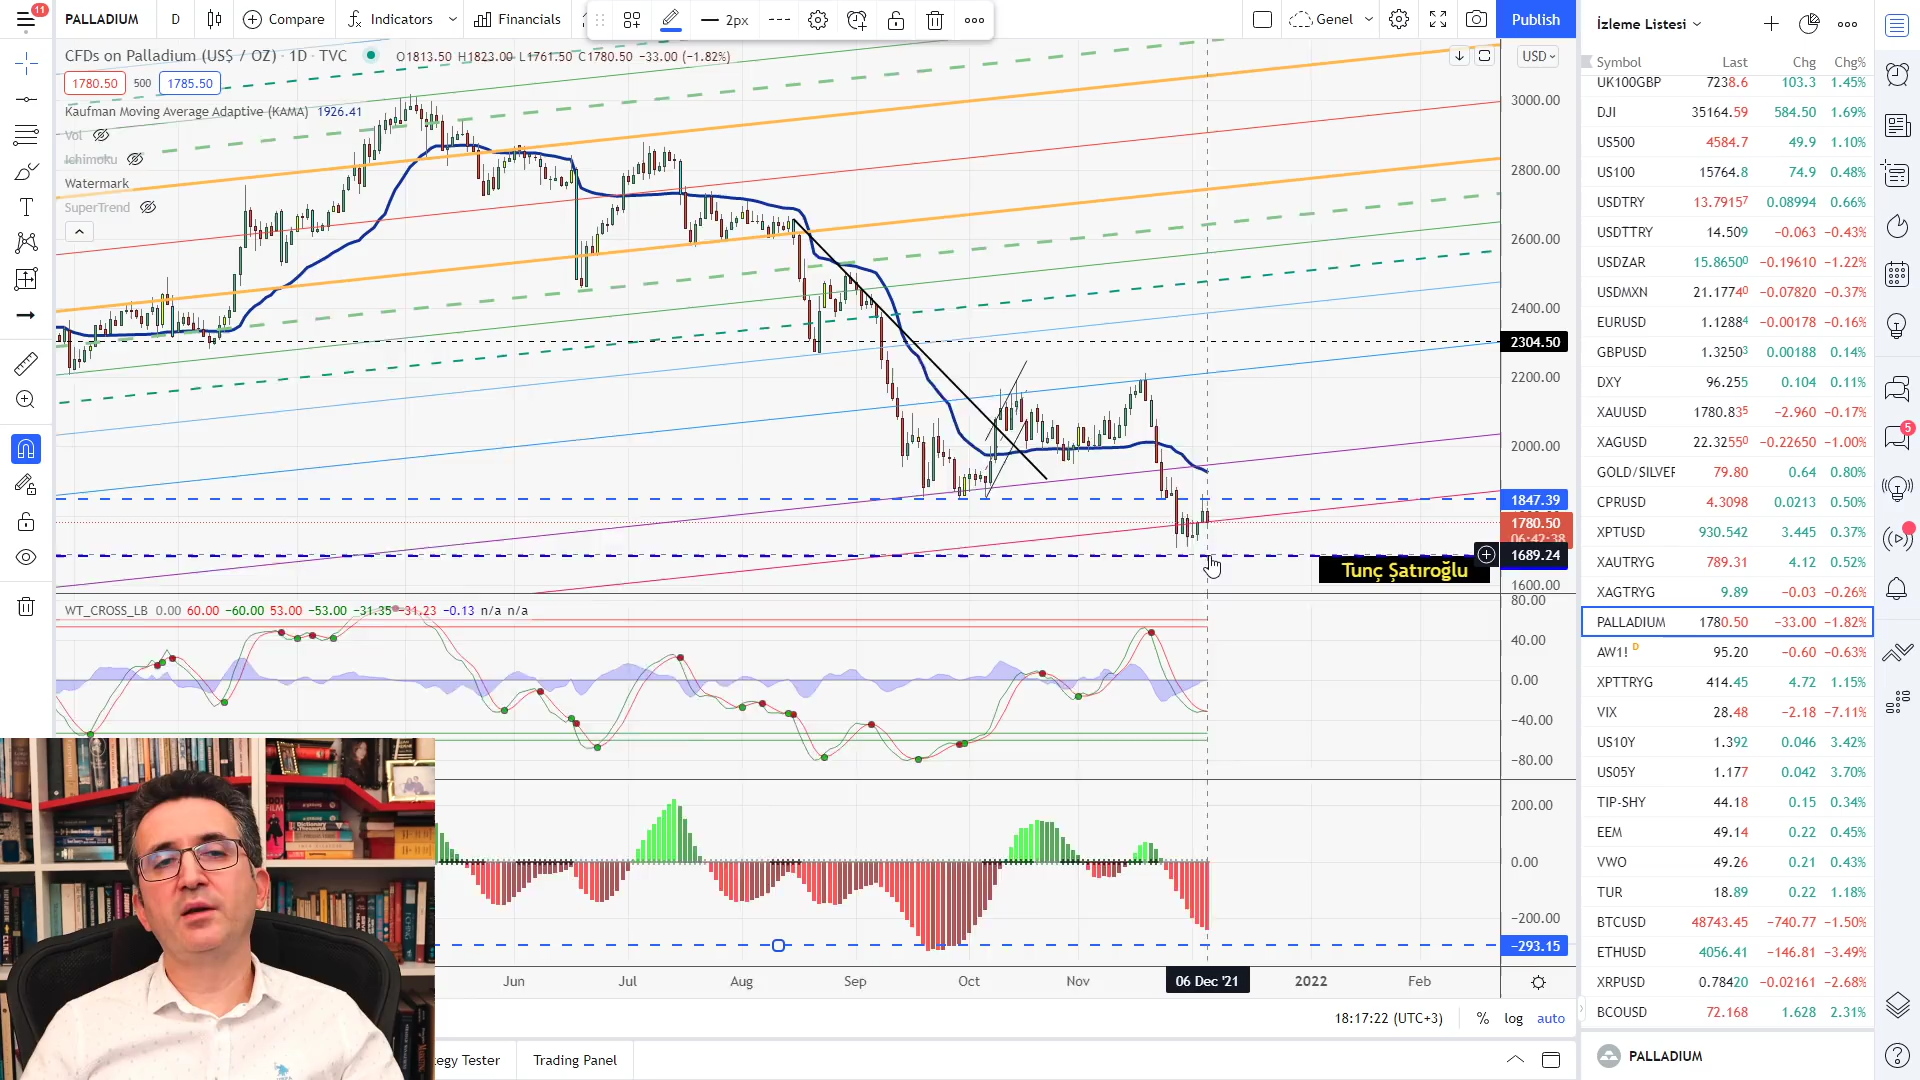 11
PALLADIUM
D
Compare
Indicators
Financials
2px
Genel
Publish
CFDs on Palladium (US$ / OZ) · 1D · TVC
O1813.50 H1823.00 L1761.50 C1780.50 −33.00 (−1.82%)
1780.50 500 1785.50
Kaufman Moving Average Adaptive (KAMA) 1926.41
Vol
Ichimoku
Watermark
SuperTrend
USD
3000.00
2800.00
2600.00
2400.00
2304.50
2200.00
2000.00
1847.39
1780.50
06:42:38
1689.24
1600.00
Tunç Şatıroğlu
WT_CROSS_LB 0.00 60.00 −60.00 53.00 −53.00 −31.35 −31.23 −0.13 n/a n/a
80.00
40.00
0.00
−40.00
−80.00
200.00
0.00
−200.00
−293.15
Jun
Jul
Aug
Sep
Oct
Nov
06 Dec '21
2022
Feb
18:17:22 (UTC+3)
%
log
auto
egy Tester
Trading Panel
İzleme Listesi
Symbol Last Chg Chg%
UK100GBP 7238.6 103.3 1.45%
DJI 35164.59 584.50 1.69%
US500 4584.7 49.9 1.10%
US100 15764.8 74.9 0.48%
USDTRY 13.79157 0.08994 0.66%
USDTTRY 14.509 −0.063 −0.43%
USDZAR 15.86500 −0.19610 −1.22%
USDMXN 21.17740 −0.07820 −0.37%
EURUSD 1.12884 −0.00178 −0.16%
GBPUSD 1.32503 0.00188 0.14%
DXY 96.255 0.104 0.11%
XAUUSD 1780.835 −2.960 −0.17%
XAGUSD 22.32550 −0.22650 −1.00%
GOLD/SILVER 79.80 0.64 0.80%
CPRUSD 4.3098 0.0213 0.50%
XPTUSD 930.542 3.445 0.37%
XAUTRYG 789.31 4.12 0.52%
XAGTRYG 9.89 −0.03 −0.26%
PALLADIUM 1780.50 −33.00 −1.82%
AW1! D 95.20 −0.60 −0.63%
XPTTRYG 414.45 4.72 1.15%
VIX 28.48 −2.18 −7.11%
US10Y 1.392 0.046 3.42%
US05Y 1.177 0.042 3.70%
TIP-SHY 44.18 0.15 0.34%
EEM 49.14 0.22 0.45%
VWO 49.26 0.21 0.43%
TUR 18.89 0.22 1.18%
BTCUSD 48743.45 −740.77 −1.50%
ETHUSD 4056.41 −146.81 −3.49%
XRPUSD 0.78420 −0.02161 −2.68%
BCOUSD 72.168 1.628 2.31%
PALLADIUM
5